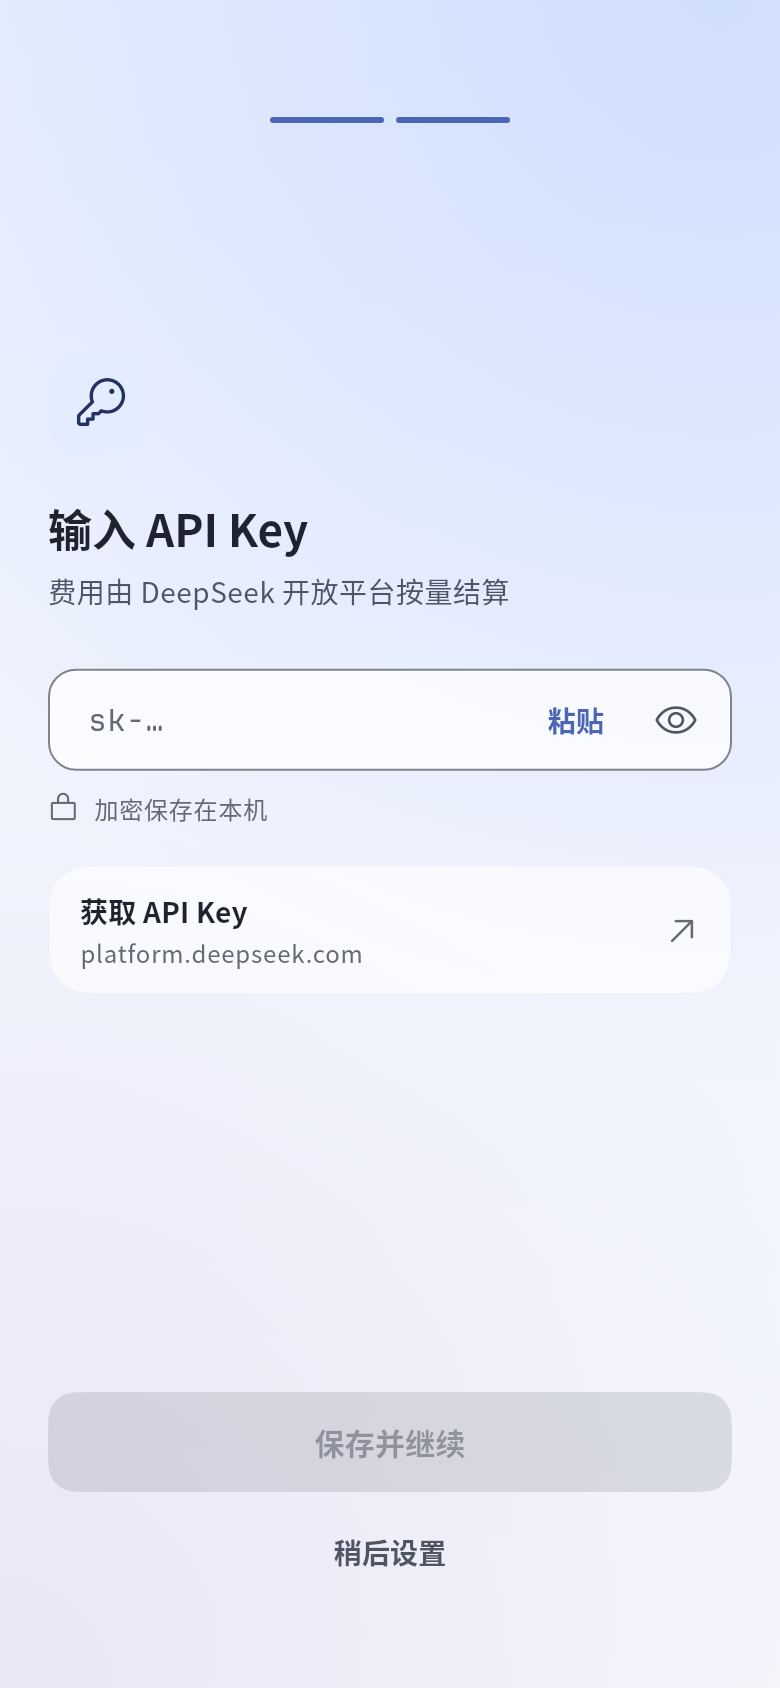 输入 API Key
费用由 DeepSeek 开放平台按量结算
sk-… 粘贴
加密保存在本机
获取 API Key
platform.deepseek.com
保存并继续
稍后设置